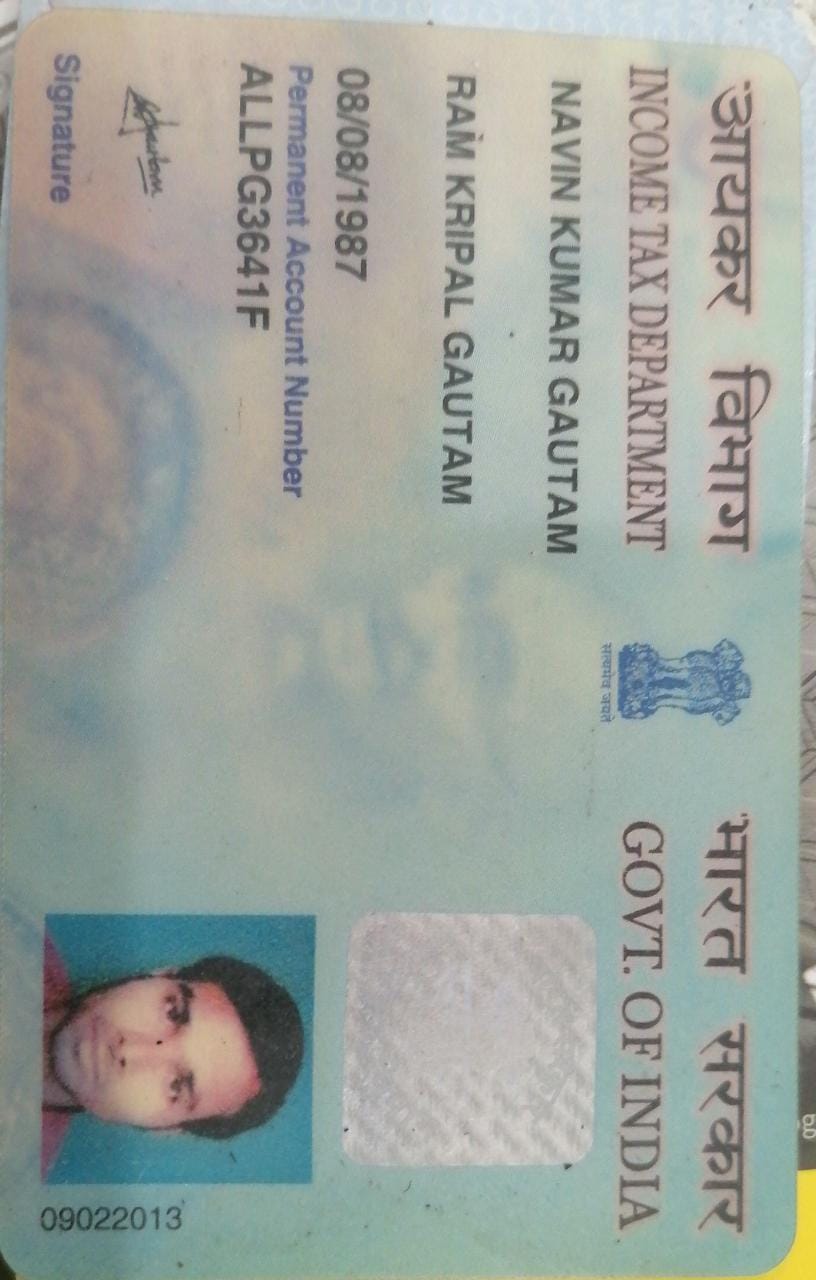 आयकर विभाग
INCOME TAX DEPARTMENT
सत्यमेव जयते
भारत सरकार
GOVT. OF INDIA
NAVIN KUMAR GAUTAM
RAM KRIPAL GAUTAM
08/08/1987
Permanent Account Number
ALLPG3641F
Signature
09022013